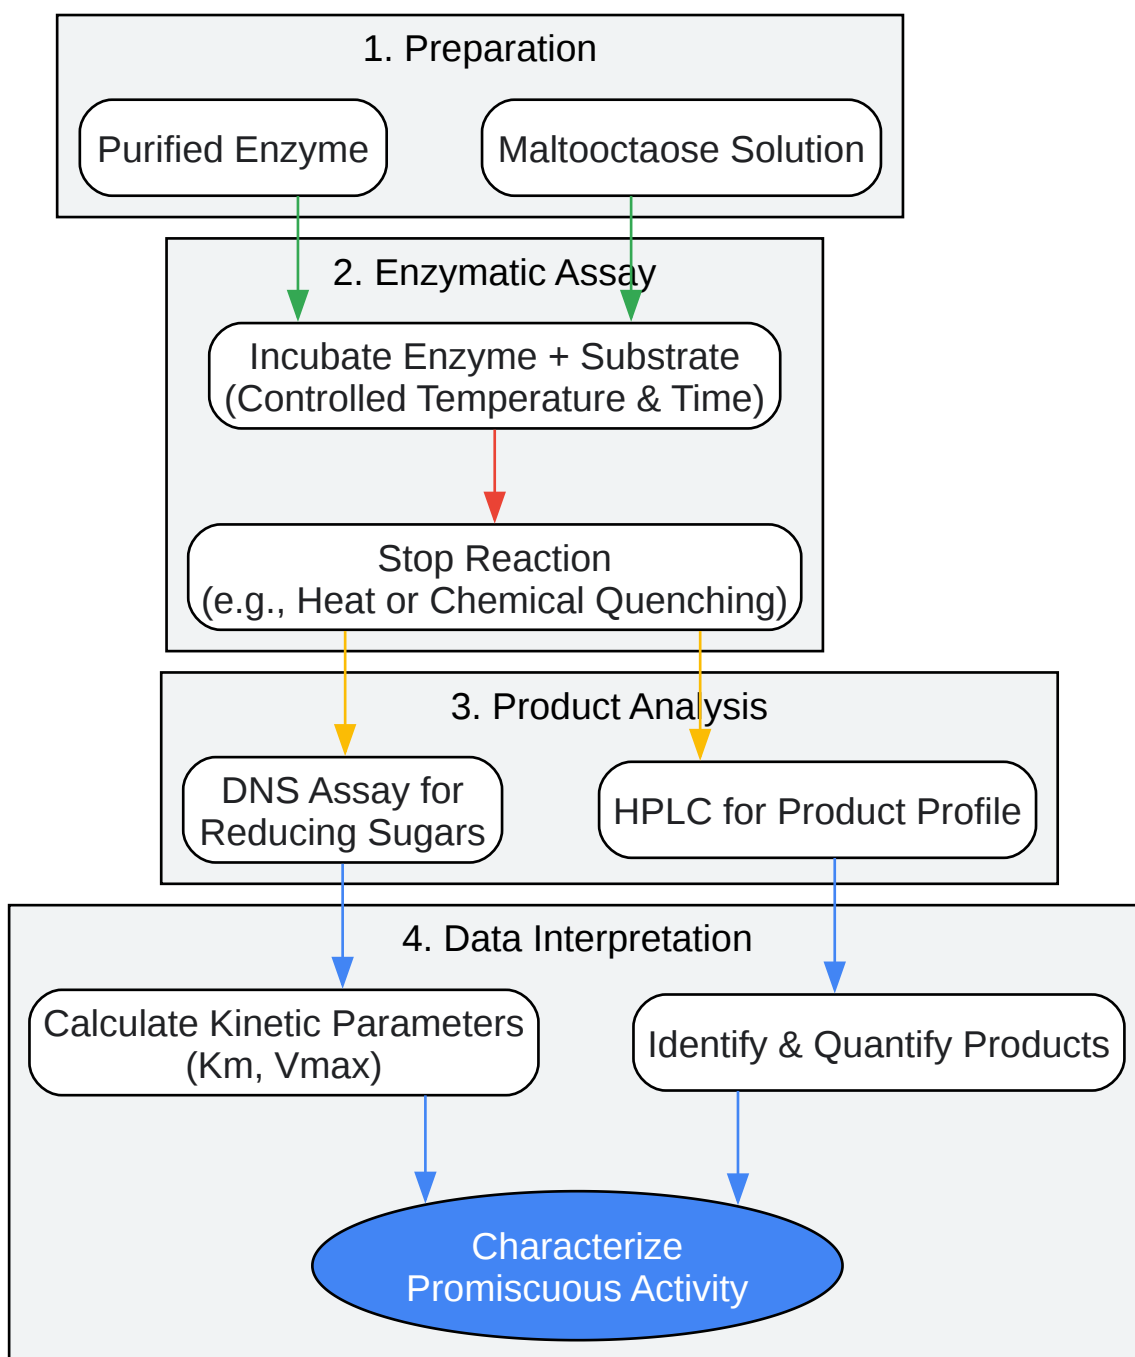 1. Preparation
Purified Enzyme
Maltooctaose Solution
2. Enzymatic Assay
Incubate Enzyme + Substrate
(Controlled Temperature & Time)
Stop Reaction
(e.g., Heat or Chemical Quenching)
3. Product Analysis
DNS Assay for
Reducing Sugars
HPLC for Product Profile
4. Data Interpretation
Calculate Kinetic Parameters
(Km, Vmax)
Identify & Quantify Products
Characterize
Promiscuous Activity